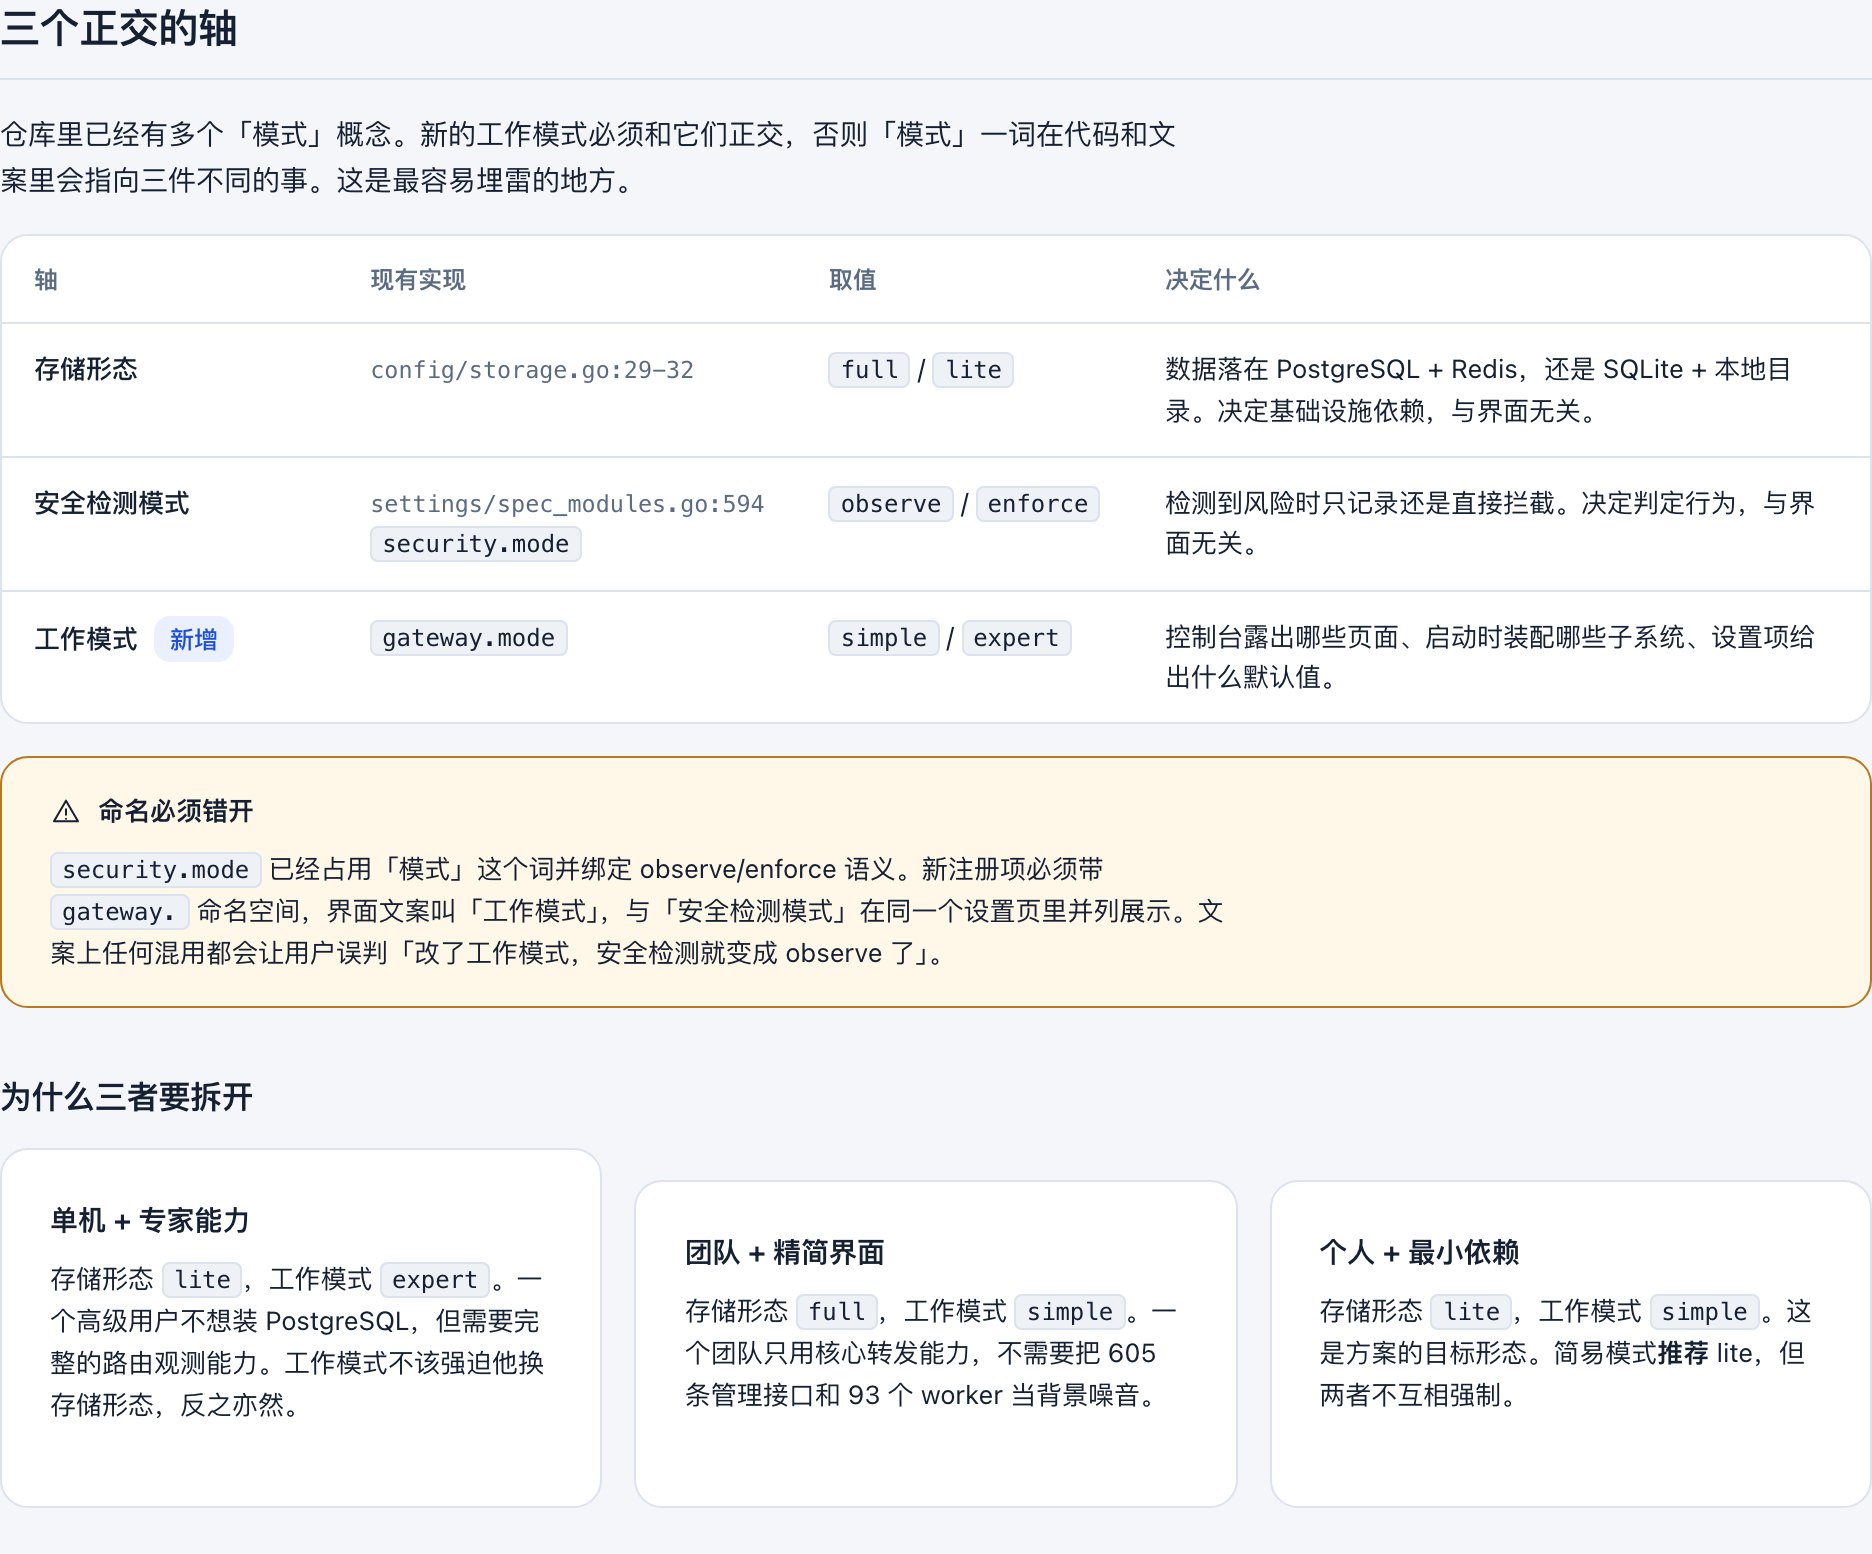 三个正交的轴
仓库里已经有多个「模式」概念。新的工作模式必须和它们正交，否则「模式」一词在代码和文
案里会指向三件不同的事。这是最容易埋雷的地方。
轴 现有实现 取值 决定什么
存储形态 config/storage.go:29–32 full / lite 数据落在 PostgreSQL + Redis，还是 SQLite + 本地目
录。决定基础设施依赖，与界面无关。
安全检测模式 settings/spec_modules.go:594 observe / enforce 检测到风险时只记录还是直接拦截。决定判定行为，与界
security.mode 面无关。
工作模式 新增 gateway.mode simple / expert 控制台露出哪些页面、启动时装配哪些子系统、设置项给
出什么默认值。
命名必须错开
security.mode 已经占用「模式」这个词并绑定 observe/enforce 语义。新注册项必须带
gateway. 命名空间，界面文案叫「工作模式」，与「安全检测模式」在同一个设置页里并列展示。文
案上任何混用都会让用户误判「改了工作模式，安全检测就变成 observe 了」。
为什么三者要拆开
单机 + 专家能力
存储形态 lite，工作模式 expert。一
个高级用户不想装 PostgreSQL，但需要完
整的路由观测能力。工作模式不该强迫他换
存储形态，反之亦然。
团队 + 精简界面
存储形态 full，工作模式 simple。一
个团队只用核心转发能力，不需要把 605
条管理接口和 93 个 worker 当背景噪音。
个人 + 最小依赖
存储形态 lite，工作模式 simple。这
是方案的目标形态。简易模式推荐 lite，但
两者不互相强制。